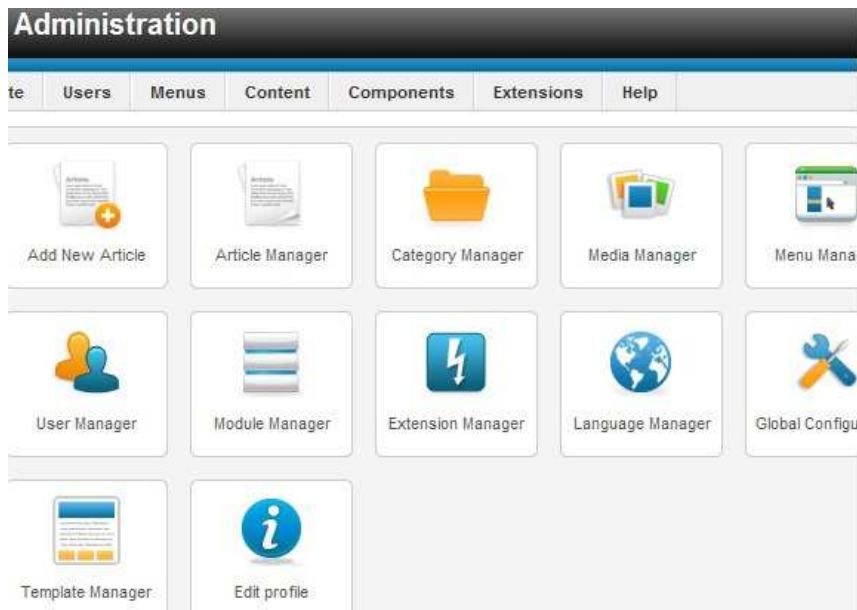 Administration
te Users Menus Content Components Extensions Help
Add New Article Article Manager Category Manager Media Manager Menu Mana
User Manager Module Manager Extension Manager Language Manager Global Configu
Template Manager Edit profile